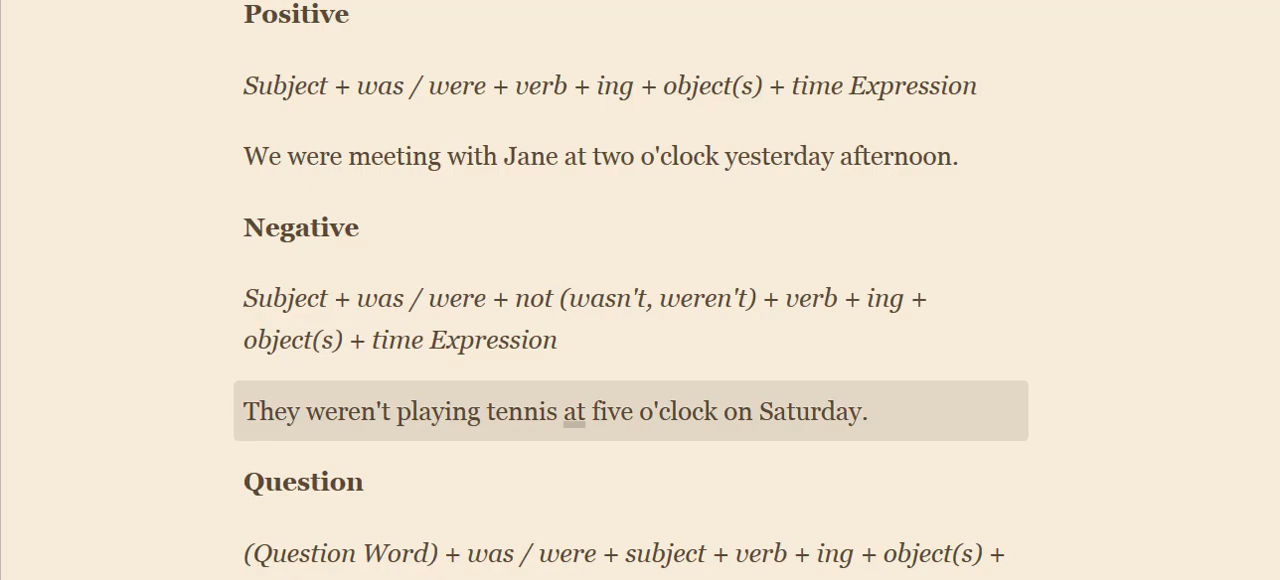 Positive
Subject + was / were + verb + ing + object(s) + time Expression
We were meeting with Jane at two o'clock yesterday afternoon.
Negative
Subject + was / were + not (wasn't, weren't) + verb + ing +
object(s) + time Expression
They weren't playing tennis at five o'clock on Saturday.
Question
(Question Word) + was / were + subject + verb + ing + object(s) +